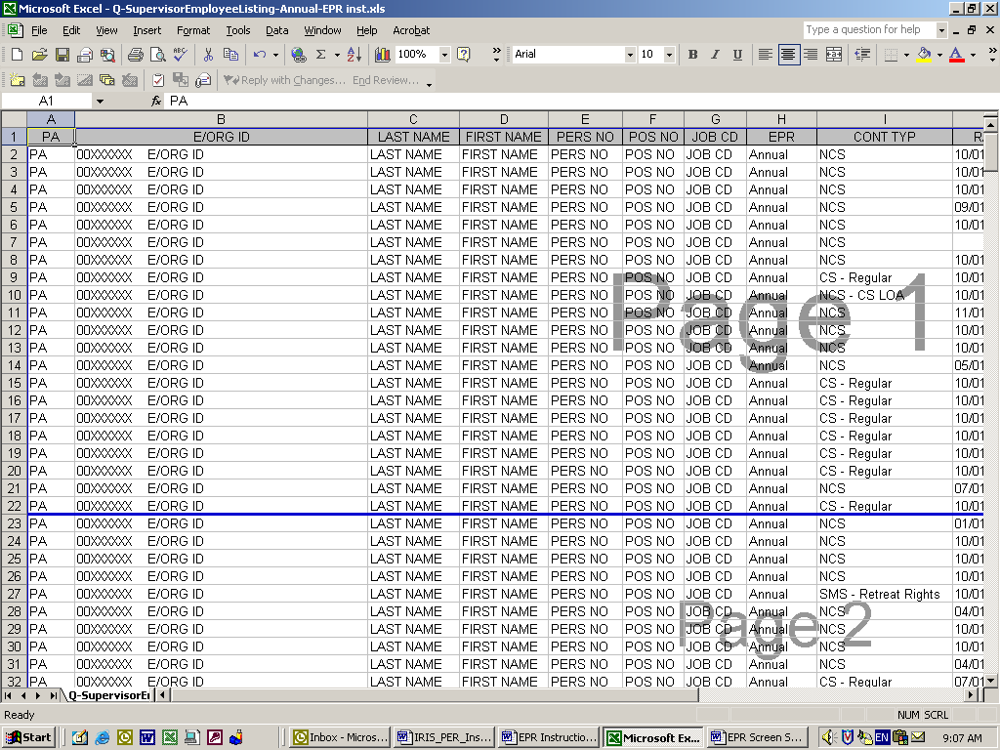 Microsoft Excel - Q-SupervisorEmployeeListing-Annual-EPR inst.xls
File Edit View Insert Format Tools Data Window Help Acrobat Type a question for help
100% Arial 10 B I U
Reply with Changes... End Review...
A1 fx PA
A B C D E F G H I
1 PA E/ORG ID LAST NAME FIRST NAME PERS NO POS NO JOB CD EPR CONT TYP
2 PA 00XXXXXX E/ORG ID LAST NAME FIRST NAME PERS NO POS NO JOB CD Annual NCS 10/01
3 PA 00XXXXXX E/ORG ID LAST NAME FIRST NAME PERS NO POS NO JOB CD Annual NCS 10/01
4 PA 00XXXXXX E/ORG ID LAST NAME FIRST NAME PERS NO POS NO JOB CD Annual NCS 10/01
5 PA 00XXXXXX E/ORG ID LAST NAME FIRST NAME PERS NO POS NO JOB CD Annual NCS 09/01
6 PA 00XXXXXX E/ORG ID LAST NAME FIRST NAME PERS NO POS NO JOB CD Annual NCS 10/01
7 PA 00XXXXXX E/ORG ID LAST NAME FIRST NAME PERS NO POS NO JOB CD Annual NCS
8 PA 00XXXXXX E/ORG ID LAST NAME FIRST NAME PERS NO POS NO JOB CD Annual NCS 10/01
9 PA 00XXXXXX E/ORG ID LAST NAME FIRST NAME PERS NO POS NO JOB CD Annual CS - Regular 10/01
10 PA 00XXXXXX E/ORG ID LAST NAME FIRST NAME PERS NO POS NO JOB CD Annual NCS - CS LOA 10/01
11 PA 00XXXXXX E/ORG ID LAST NAME FIRST NAME PERS NO POS NO JOB CD Annual NCS 11/01
Page 1
12 PA 00XXXXXX E/ORG ID LAST NAME FIRST NAME PERS NO POS NO JOB CD Annual NCS 10/01
13 PA 00XXXXXX E/ORG ID LAST NAME FIRST NAME PERS NO POS NO JOB CD Annual NCS 10/01
14 PA 00XXXXXX E/ORG ID LAST NAME FIRST NAME PERS NO POS NO JOB CD Annual NCS 05/01
15 PA 00XXXXXX E/ORG ID LAST NAME FIRST NAME PERS NO POS NO JOB CD Annual CS - Regular 10/01
16 PA 00XXXXXX E/ORG ID LAST NAME FIRST NAME PERS NO POS NO JOB CD Annual CS - Regular 10/01
17 PA 00XXXXXX E/ORG ID LAST NAME FIRST NAME PERS NO POS NO JOB CD Annual CS - Regular 10/01
18 PA 00XXXXXX E/ORG ID LAST NAME FIRST NAME PERS NO POS NO JOB CD Annual CS - Regular 10/01
19 PA 00XXXXXX E/ORG ID LAST NAME FIRST NAME PERS NO POS NO JOB CD Annual CS - Regular 10/01
20 PA 00XXXXXX E/ORG ID LAST NAME FIRST NAME PERS NO POS NO JOB CD Annual CS - Regular 10/01
21 PA 00XXXXXX E/ORG ID LAST NAME FIRST NAME PERS NO POS NO JOB CD Annual NCS 07/01
22 PA 00XXXXXX E/ORG ID LAST NAME FIRST NAME PERS NO POS NO JOB CD Annual CS - Regular 10/01
23 PA 00XXXXXX E/ORG ID LAST NAME FIRST NAME PERS NO POS NO JOB CD Annual NCS 01/01
24 PA 00XXXXXX E/ORG ID LAST NAME FIRST NAME PERS NO POS NO JOB CD Annual NCS 10/01
25 PA 00XXXXXX E/ORG ID LAST NAME FIRST NAME PERS NO POS NO JOB CD Annual NCS 10/01
26 PA 00XXXXXX E/ORG ID LAST NAME FIRST NAME PERS NO POS NO JOB CD Annual NCS 10/01
27 PA 00XXXXXX E/ORG ID LAST NAME FIRST NAME PERS NO POS NO JOB CD Annual SMS - Retreat Rights 10/01
28 PA 00XXXXXX E/ORG ID LAST NAME FIRST NAME PERS NO POS NO JOB CD Annual NCS 04/01
Page 2
29 PA 00XXXXXX E/ORG ID LAST NAME FIRST NAME PERS NO POS NO JOB CD Annual NCS 10/01
30 PA 00XXXXXX E/ORG ID LAST NAME FIRST NAME PERS NO POS NO JOB CD Annual NCS 10/01
31 PA 00XXXXXX E/ORG ID LAST NAME FIRST NAME PERS NO POS NO JOB CD Annual NCS 04/01
32 PA 00XXXXXX E/ORG ID LAST NAME FIRST NAME PERS NO POS NO JOB CD Annual CS - Regular 07/01
Q-SupervisorEr
Ready NUM SCRL
Start Inbox - Micros... IRIS_PER_Ins... EPR Instructio... Microsoft Ex... EPR Screen S... EN 9:07 AM